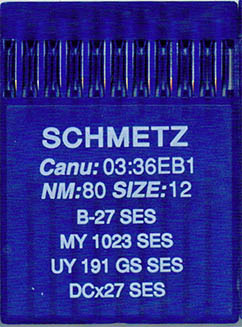 SCHMETZ
Canu: 03:36EB1
NM:80 SIZE:12
B-27 SES
MY 1023 SES
UY 191 GS SES
DCx27 SES